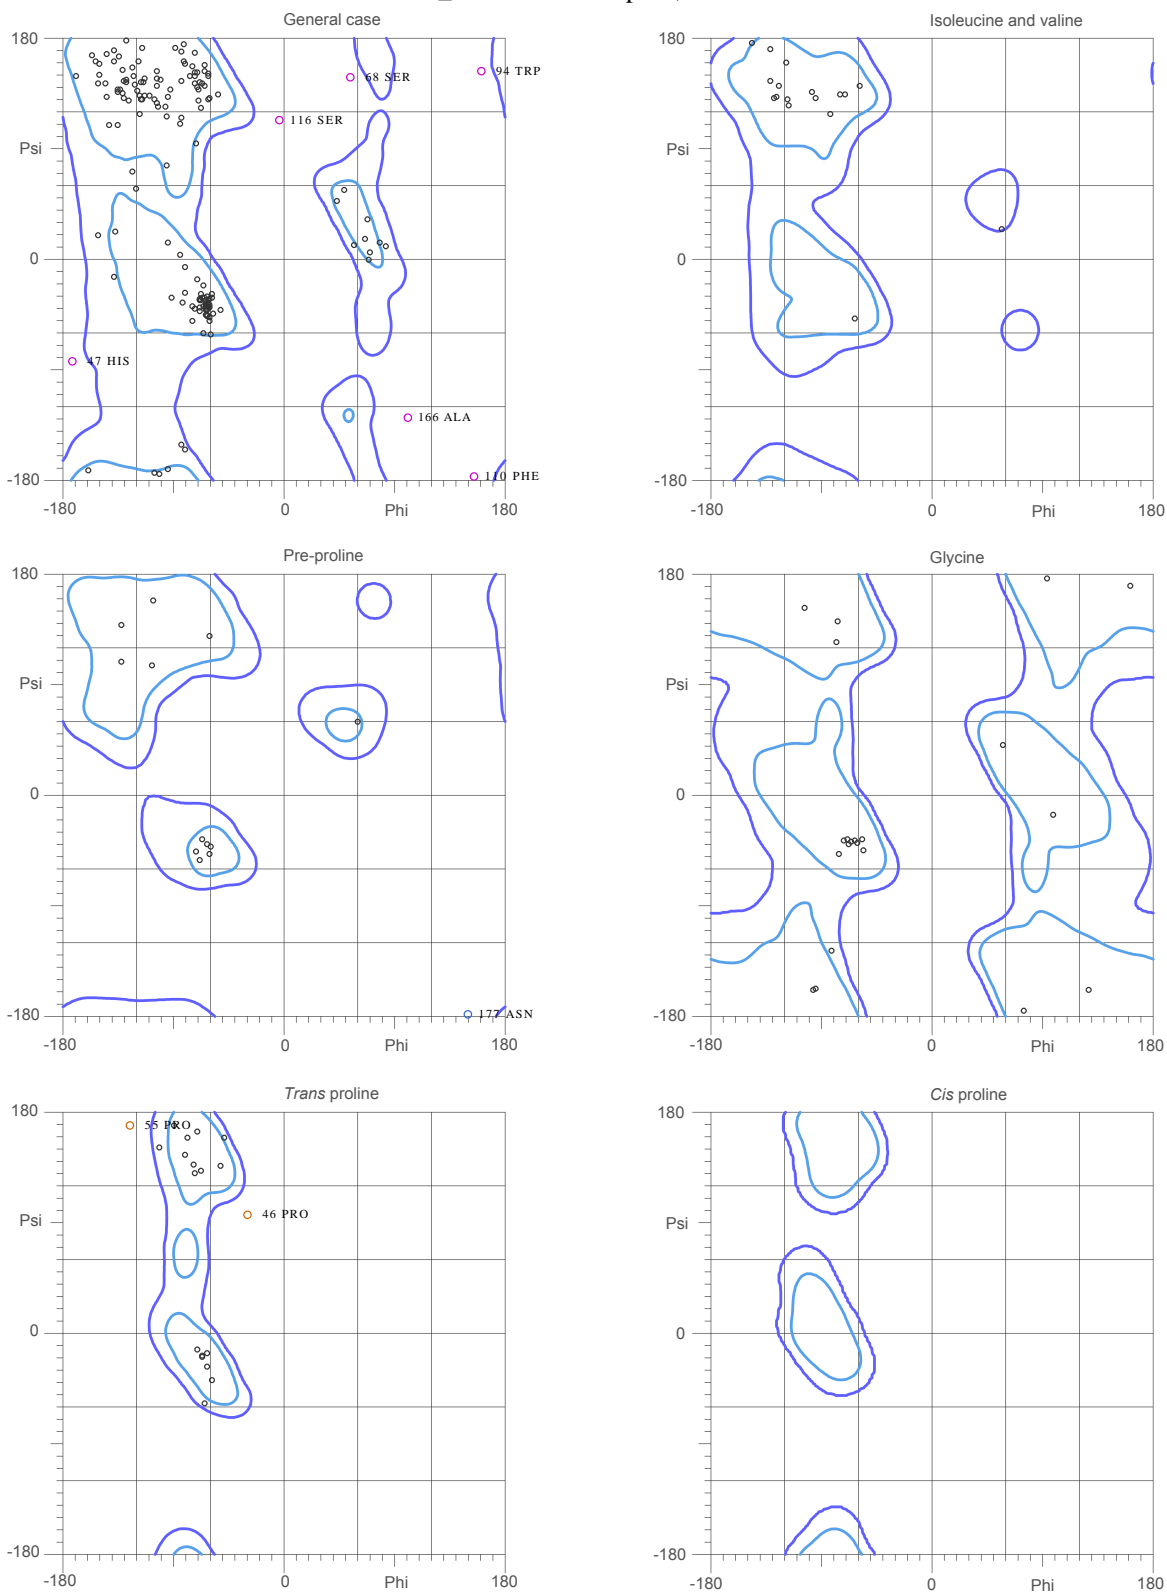 General case
180
Psi
0
-180
-180
0
Phi
180
68 SER
94 TRP
116 SER
47 HIS
166 ALA
110 PHE
Isoleucine and valine
180
Psi
0
-180
-180
0
Phi
180
Pre-proline
180
Psi
0
-180
-180
0
Phi
180
177 ASN
Glycine
180
Psi
0
-180
-180
0
Phi
180
Trans proline
180
Psi
0
-180
-180
0
Phi
180
55 PRO
46 PRO
Cis proline
180
Psi
0
-180
-180
0
Phi
180